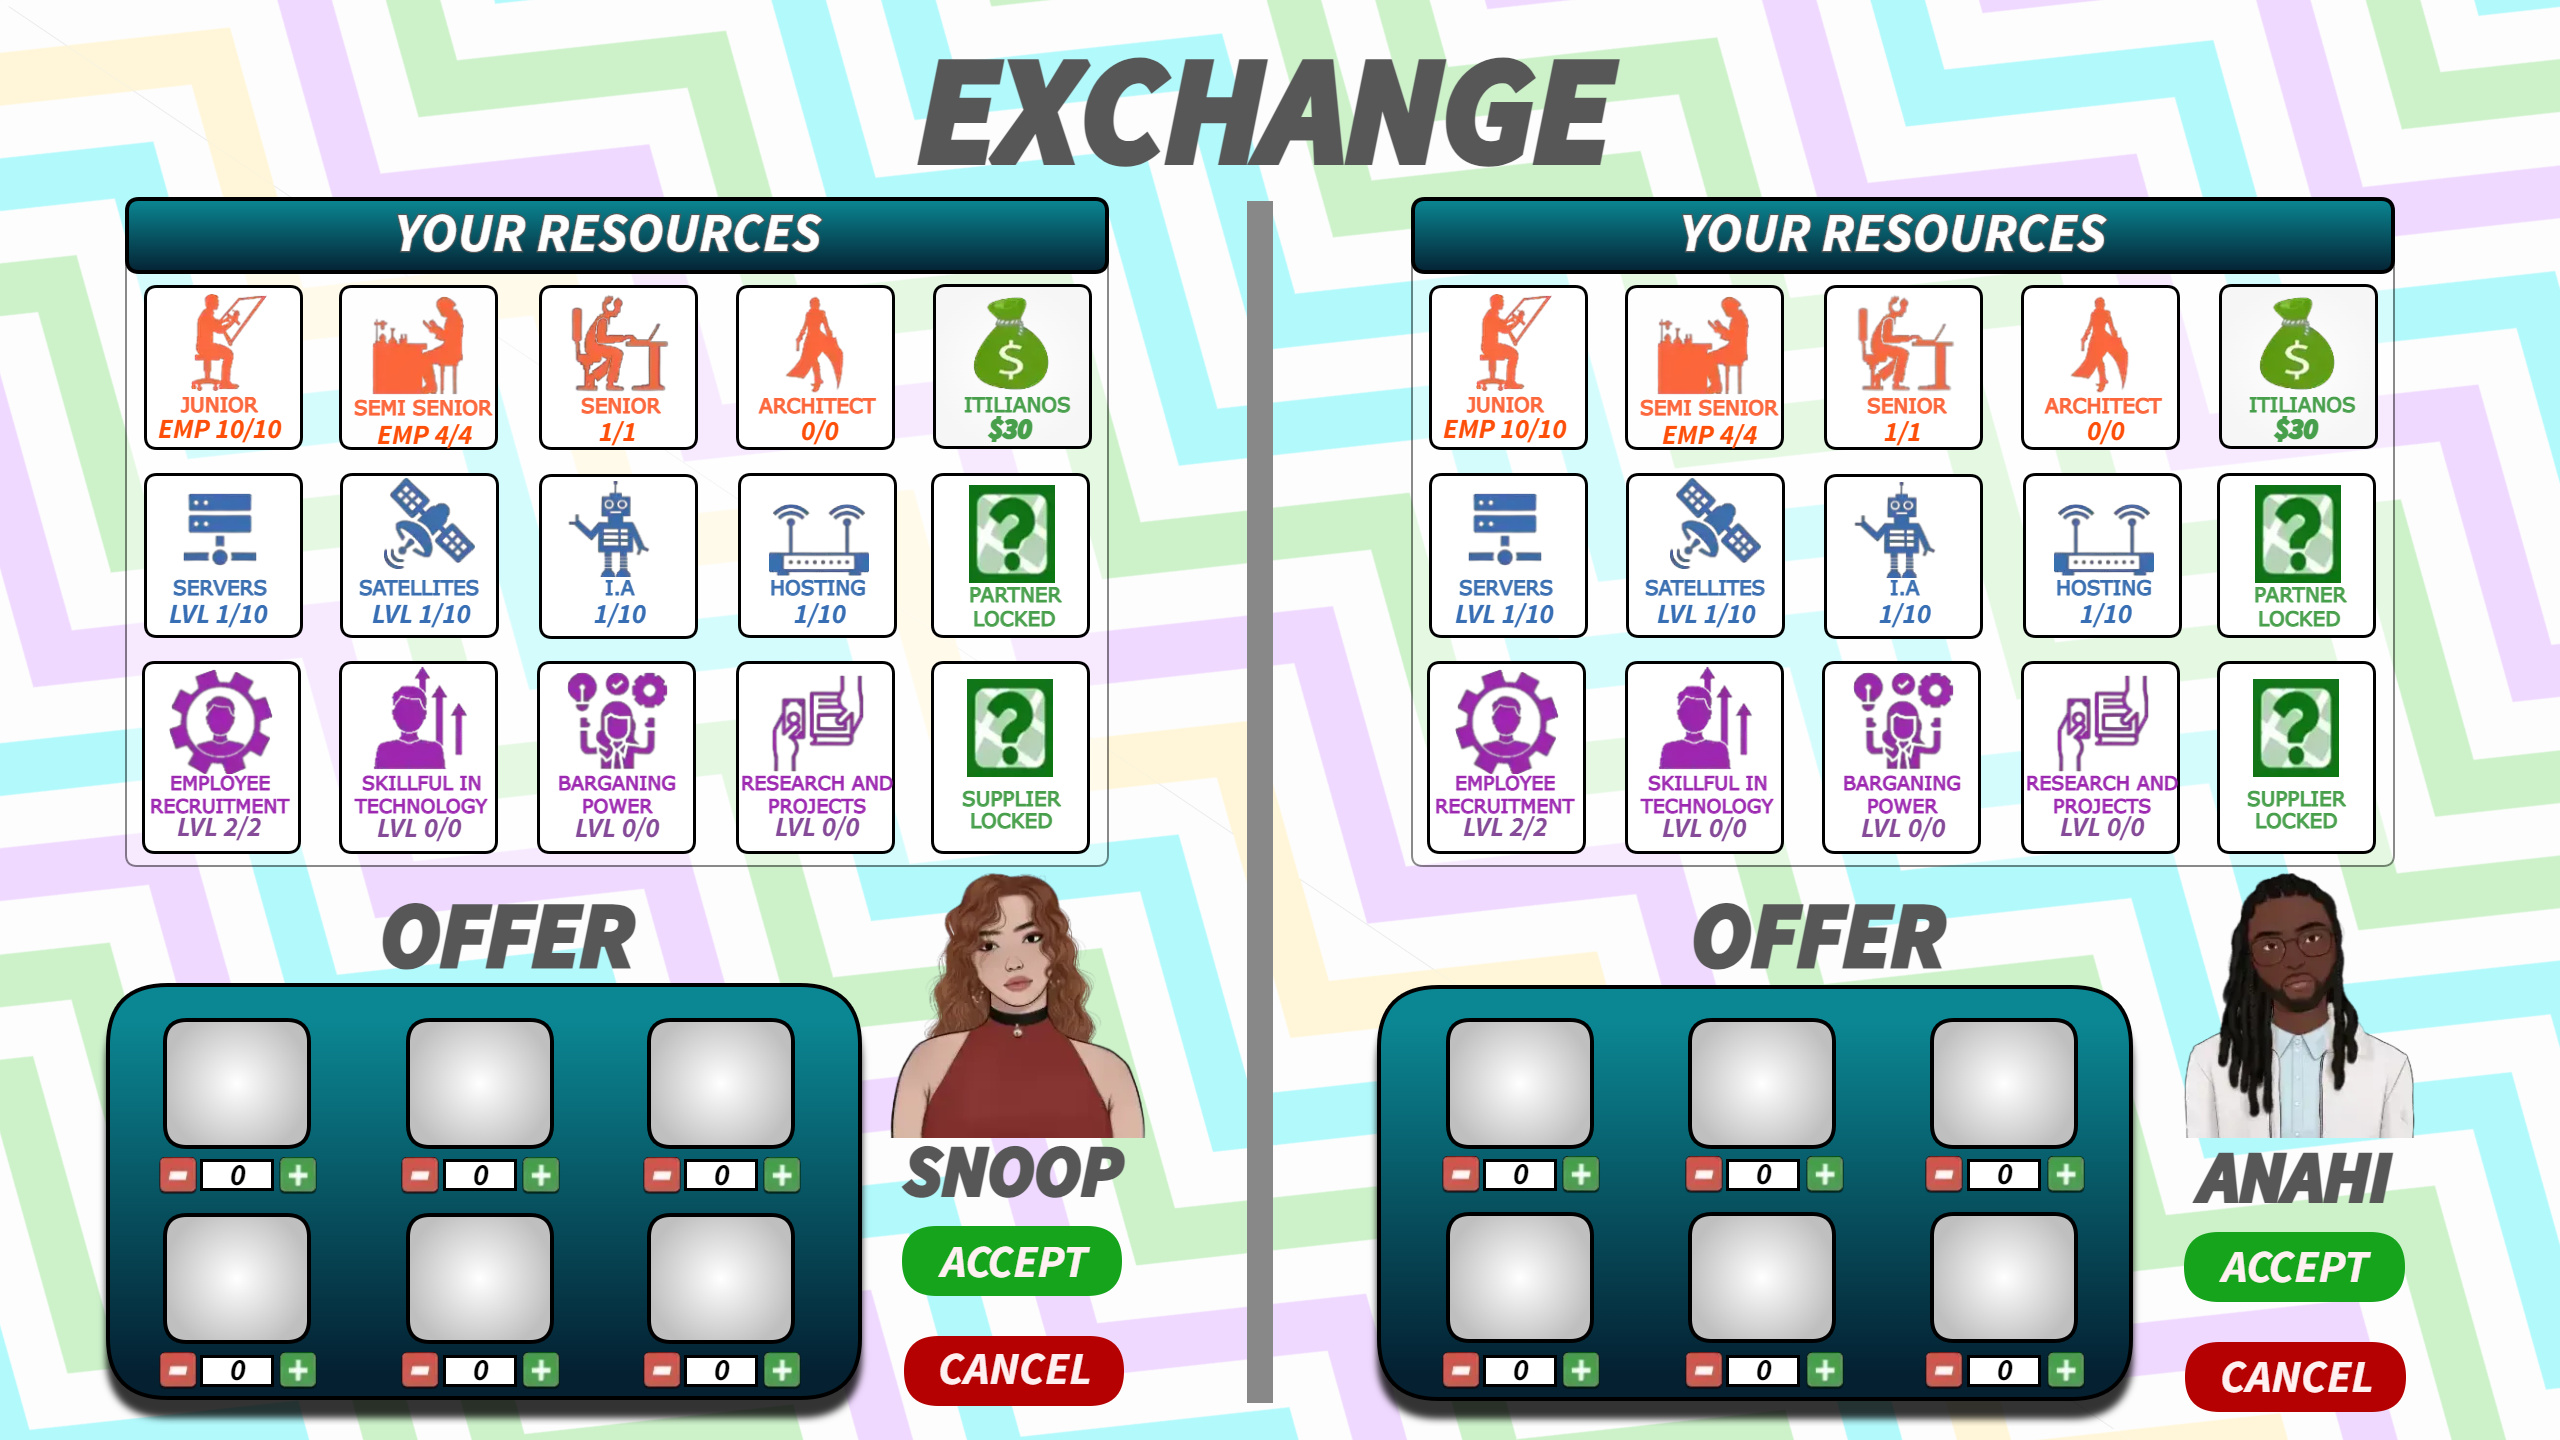 EXCHANGE
YOUR RESOURCES
JUNIOR
EMP 10/10
SEMI SENIOR
EMP 4/4
SENIOR
1/1
ARCHITECT
0/0
ITILIANOS
$30
SERVERS
LVL 1/10
SATELLITES
LVL 1/10
I.A
1/10
HOSTING
1/10
PARTNER
LOCKED
EMPLOYEE
RECRUITMENT
LVL 2/2
SKILLFUL IN
TECHNOLOGY
LVL 0/0
BARGANING
POWER
LVL 0/0
RESEARCH AND
PROJECTS
LVL 0/0
SUPPLIER
LOCKED
OFFER
0
0
0
0
0
0
SNOOP
ACCEPT
CANCEL
YOUR RESOURCES
JUNIOR
EMP 10/10
SEMI SENIOR
EMP 4/4
SENIOR
1/1
ARCHITECT
0/0
ITILIANOS
$30
SERVERS
LVL 1/10
SATELLITES
LVL 1/10
I.A
1/10
HOSTING
1/10
PARTNER
LOCKED
EMPLOYEE
RECRUITMENT
LVL 2/2
SKILLFUL IN
TECHNOLOGY
LVL 0/0
BARGANING
POWER
LVL 0/0
RESEARCH AND
PROJECTS
LVL 0/0
SUPPLIER
LOCKED
OFFER
0
0
0
0
0
0
ANAHI
ACCEPT
CANCEL